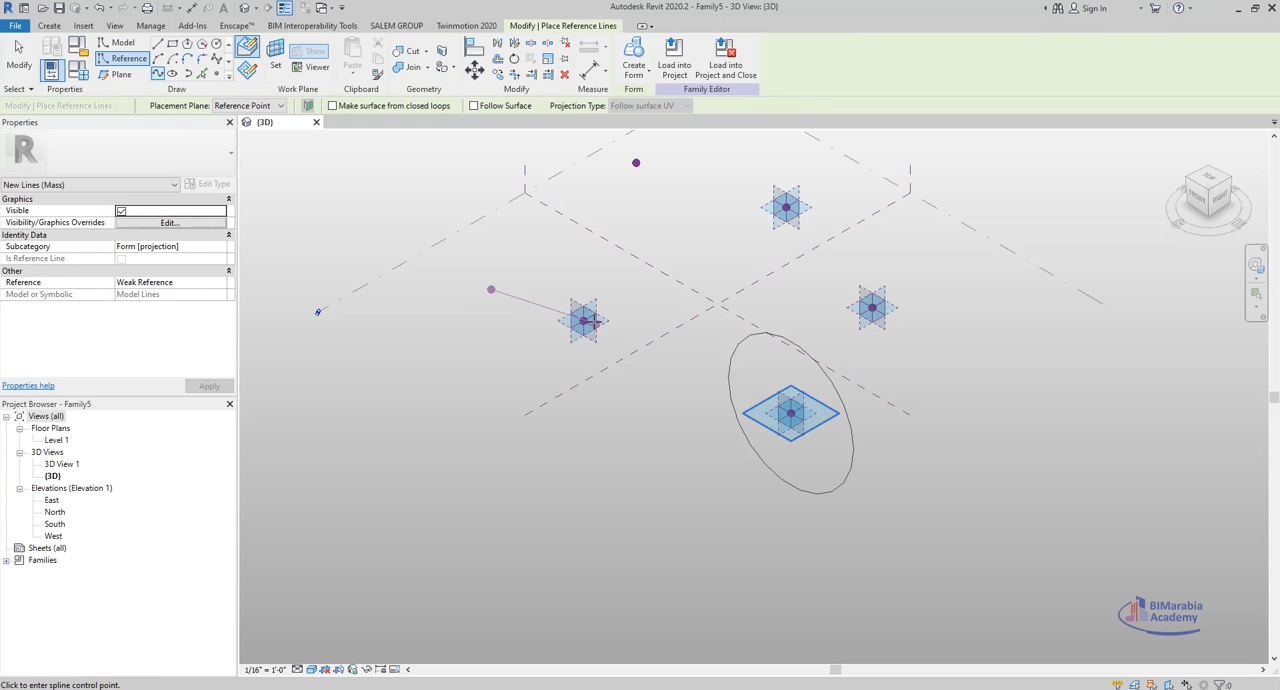 Autodesk Revit 2020.2 - Family5 - 3D View: {3D}
Sign In
File
Create
Insert
View
Manage
Add-Ins
Enscape™
BIM Interoperability Tools
SALEM GROUP
Twinmotion 2020
Modify | Place Reference Lines
Modify
Model
Reference
Plane
Set
Show
Viewer
Paste
Cut
Join
Create
Form
Load into
Project
Load into
Project and Close
Select
Properties
Draw
Work Plane
Clipboard
Geometry
Modify
Measure
Form
Family Editor
Modify | Place Reference Lines
Placement Plane:
Reference Point
Make surface from closed loops
Follow Surface
Projection Type:
Follow surface UV
Properties
{3D}
New Lines (Mass)
Edit Type
Graphics
Visible
Visibility/Graphics Overrides
Edit...
Identity Data
Subcategory
Form [projection]
Is Reference Line
Other
Reference
Weak Reference
Model or Symbolic
Model Lines
Properties help
Apply
Project Browser - Family5
Views (all)
Floor Plans
Level 1
3D Views
3D View 1
{3D}
Elevations (Elevation 1)
East
North
South
West
Sheets (all)
Families
TOP
FRONT
RIGHT
BIMarabia
Academy
1/16" = 1'-0"
Click to enter spline control point.
:0